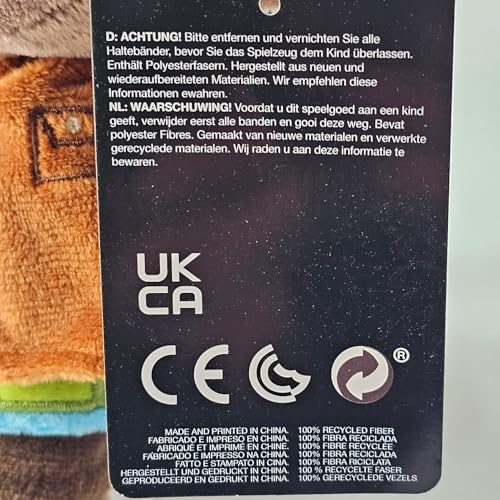 D: ACHTUNG! Bitte entfernen und vernichten Sie alle
Haltebänder, bevor Sie das Spielzeug dem Kind überlassen.
Enthält Polyesterfasern. Hergestellt aus neuen und
wiederaufbereiteten Materialien. Wir empfehlen diese
Informationen ewahren.
NL: WAARSCHUWING! Voordat u dit speelgoed aan een kind
geeft, verwijder eerst alle banden en gooi deze weg. Bevat
polyester Fibres. Gemaakt van nieuwe materialen en verwerkte
gerecyclede materialen. Wij raden u aan deze informatie te
bewaren.
UK
CA
CE
®
MADE AND PRINTED IN CHINA. 100% RECYCLED FIBER
FABRICADO E IMPRESO EN CHINA. 100% FIBRA RECICLADA
ABRIQUÉ ET IMPRIMÉ EN CHINE. 100% FIBRE RECYCLÉE
FABRICADO E IMPRESSO NA CHINA. 100% FIBRA RECICLADA
FATTO E STAMPATO IN CINA. 100% FIBRA RICICLATA
HERGESTELLT UND GEDRUCKT IN CHINA. 100 % RECYCELTE FASER
GEPRODUCEERD EN GEDRUKT IN CHINA. 100% GERECYCLEDE VEZELS